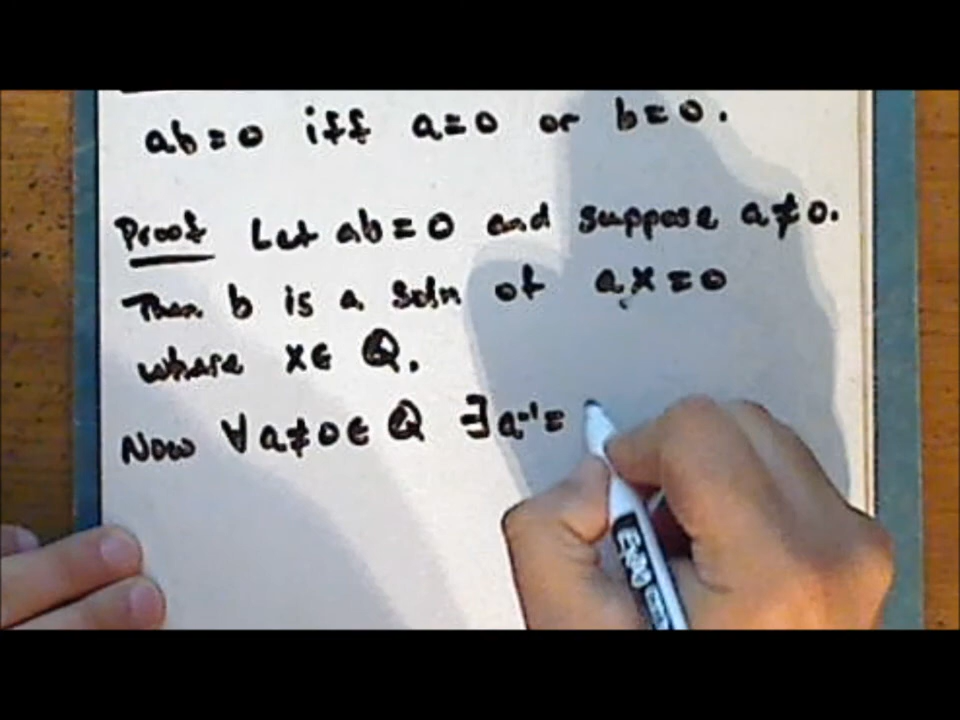 ab=0 iff a=0 or b=0.
Proof Let ab=0 and suppose a≠0.
Then b is a soln of ax=0
where x∈ ℚ.
Now ∀a≠0∈ ℚ ∃a⁻¹=
EXPO